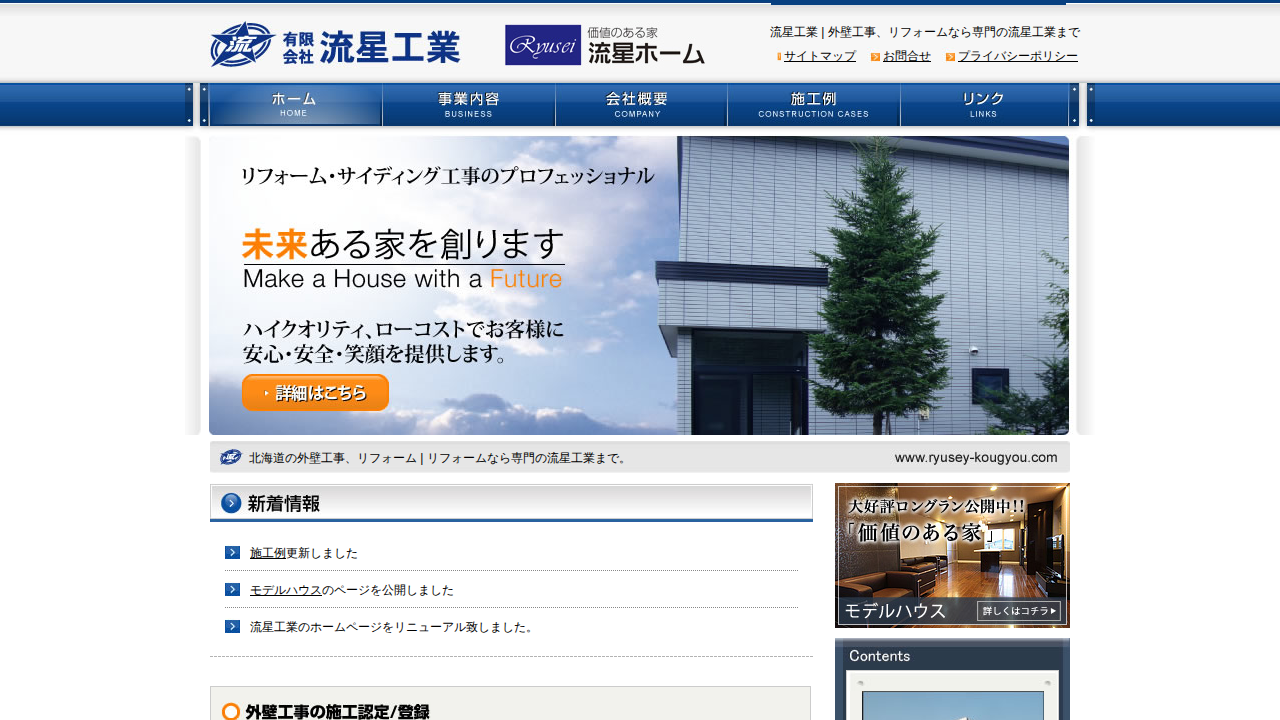 流
有限会社
流星工業
Ryusei
価値のある家
流星ホーム
流星工業 | 外壁工事、リフォームなら専門の流星工業まで
サイトマップ
お問合せ
プライバシーポリシー
ホーム
HOME
事業内容
BUSINESS
会社概要
COMPANY
施工例
CONSTRUCTION CASES
リンク
LINKS
リフォーム・サイディング工事のプロフェッショナル
未来ある家を創ります
Make a House with a Future
ハイクオリティ、ローコストでお客様に
安心・安全・笑顔を提供します。
詳細はこちら
北海道の外壁工事、リフォーム | リフォームなら専門の流星工業まで。
www.ryusey-kougyou.com
新着情報
施工例更新しました
モデルハウスのページを公開しました
流星工業のホームページをリニューアル致しました。
外壁工事の施工認定/登録
大好評ロングラン公開中!!
「価値のある家」
モデルハウス
詳しくはコチラ
Contents